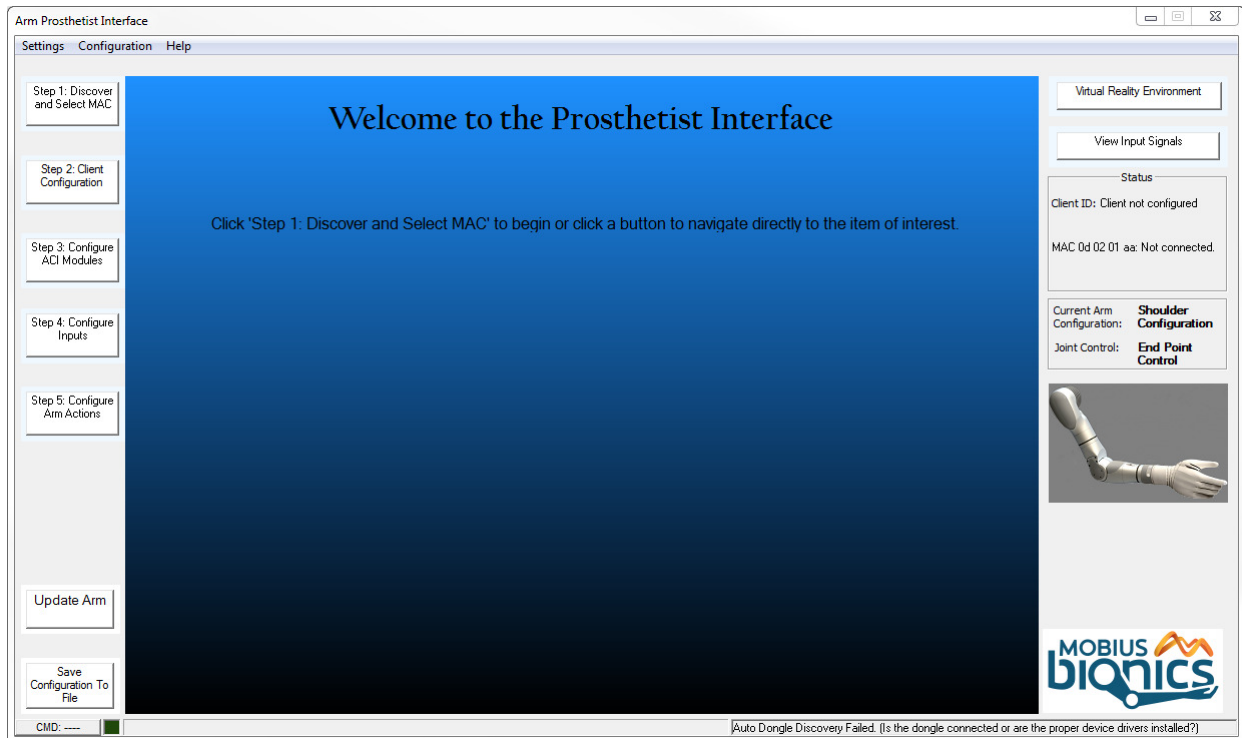 Arm Prosthetist Interface
Settings Configuration Help
Step 1: Discover
and Select MAC
Step 2: Client
Configuration
Step 3: Configure
ACI Modules
Step 4: Configure
Inputs
Step 5: Configure
Arm Actions
Update Arm
Save
Configuration To
File
Welcome to the Prosthetist Interface
Click 'Step 1: Discover and Select MAC' to begin or click a button to navigate directly to the item of interest.
Virtual Reality Environment
View Input Signals
Status
Client ID: Client not configured
MAC 0d 02 01 aa: Not connected.
Current Arm Shoulder
Configuration: Configuration
Joint Control: End Point
Control
MOBIUS
bionics
CMD: ----
Auto Dongle Discovery Failed. (Is the dongle connected or are the proper device drivers installed?)